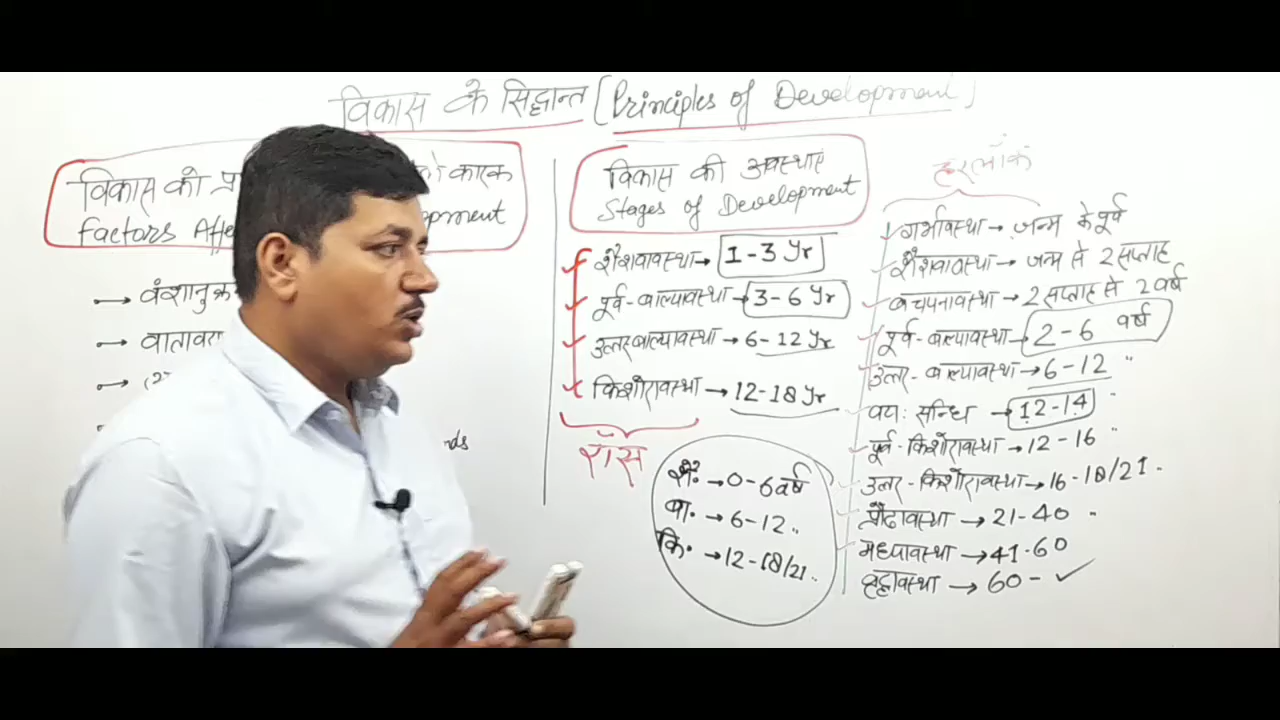 विकास के सिद्धान्त [Principles of Development]
विकास को कारक
Factors opment
→ वंशानुक
→ वाताव
nds
विकास की अवस्थाएं
Stages of Development
शैशवावस्था→ 1-3 Yr
पूर्व-बाल्यावस्था→ 3-6 Yr
उत्तरबाल्यावस्था→ 6-12 Yr
किशोरावस्था→ 12-18 Yr
रॉस
शै.→0-6 वर्ष
बा.→6-12 "
कि.→12-18/21"
हरलॉक
गर्भावस्था→ जन्म के पूर्व
शैशवावस्था→ जन्म से 2 सप्ताह
बचपनावस्था→ 2 सप्ताह से 2 वर्ष
पूर्व-बाल्यावस्था→ 2-6 वर्ष
उत्तर-बाल्यावस्था→ 6-12 "
वय: सन्धि →12-14 "
पूर्व-किशोरावस्था→ 12-16 "
उत्तर-किशोरावस्था→16-18/21"
प्रौढावस्था→ 21-40 "
मध्यावस्था→41-60
वृद्धावस्था→ 60-✓